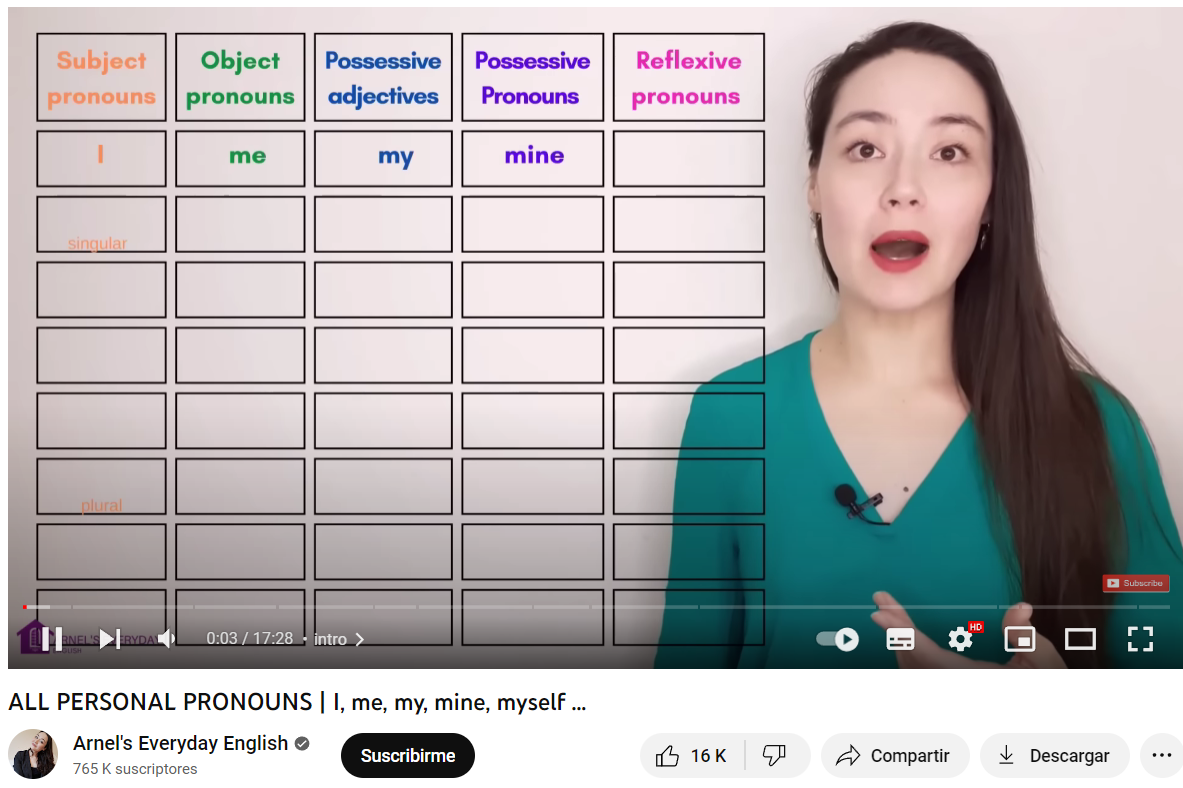 Subject pronouns
Object pronouns
Possessive adjectives
Possessive Pronouns
Reflexive pronouns
I
me
my
mine
singular
plural
Subscribe
0:03 / 17:28 • intro
HD
ALL PERSONAL PRONOUNS | I, me, my, mine, myself ...
Arnel's Everyday English
765 K suscriptores
Suscribirme
16 K
Compartir
Descargar